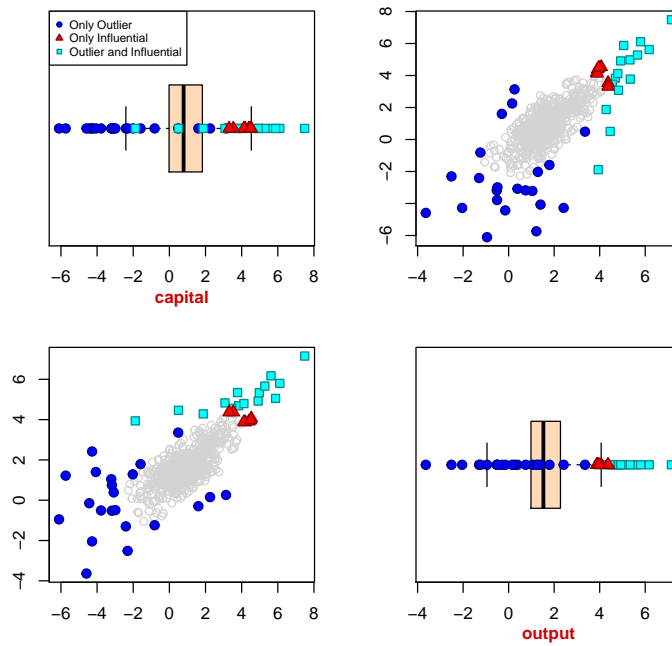 Only Outlier
Only Influential
Outlier and Influential
-6 -4 -2 0 2 4 6 8
capital
8
6
4
2
0
-2
-6
-4 -2 0 2 4 6
6
4
2
0
-2
-4
-6 -4 -2 0 2 4 6 8
-4 -2 0 2 4 6
output